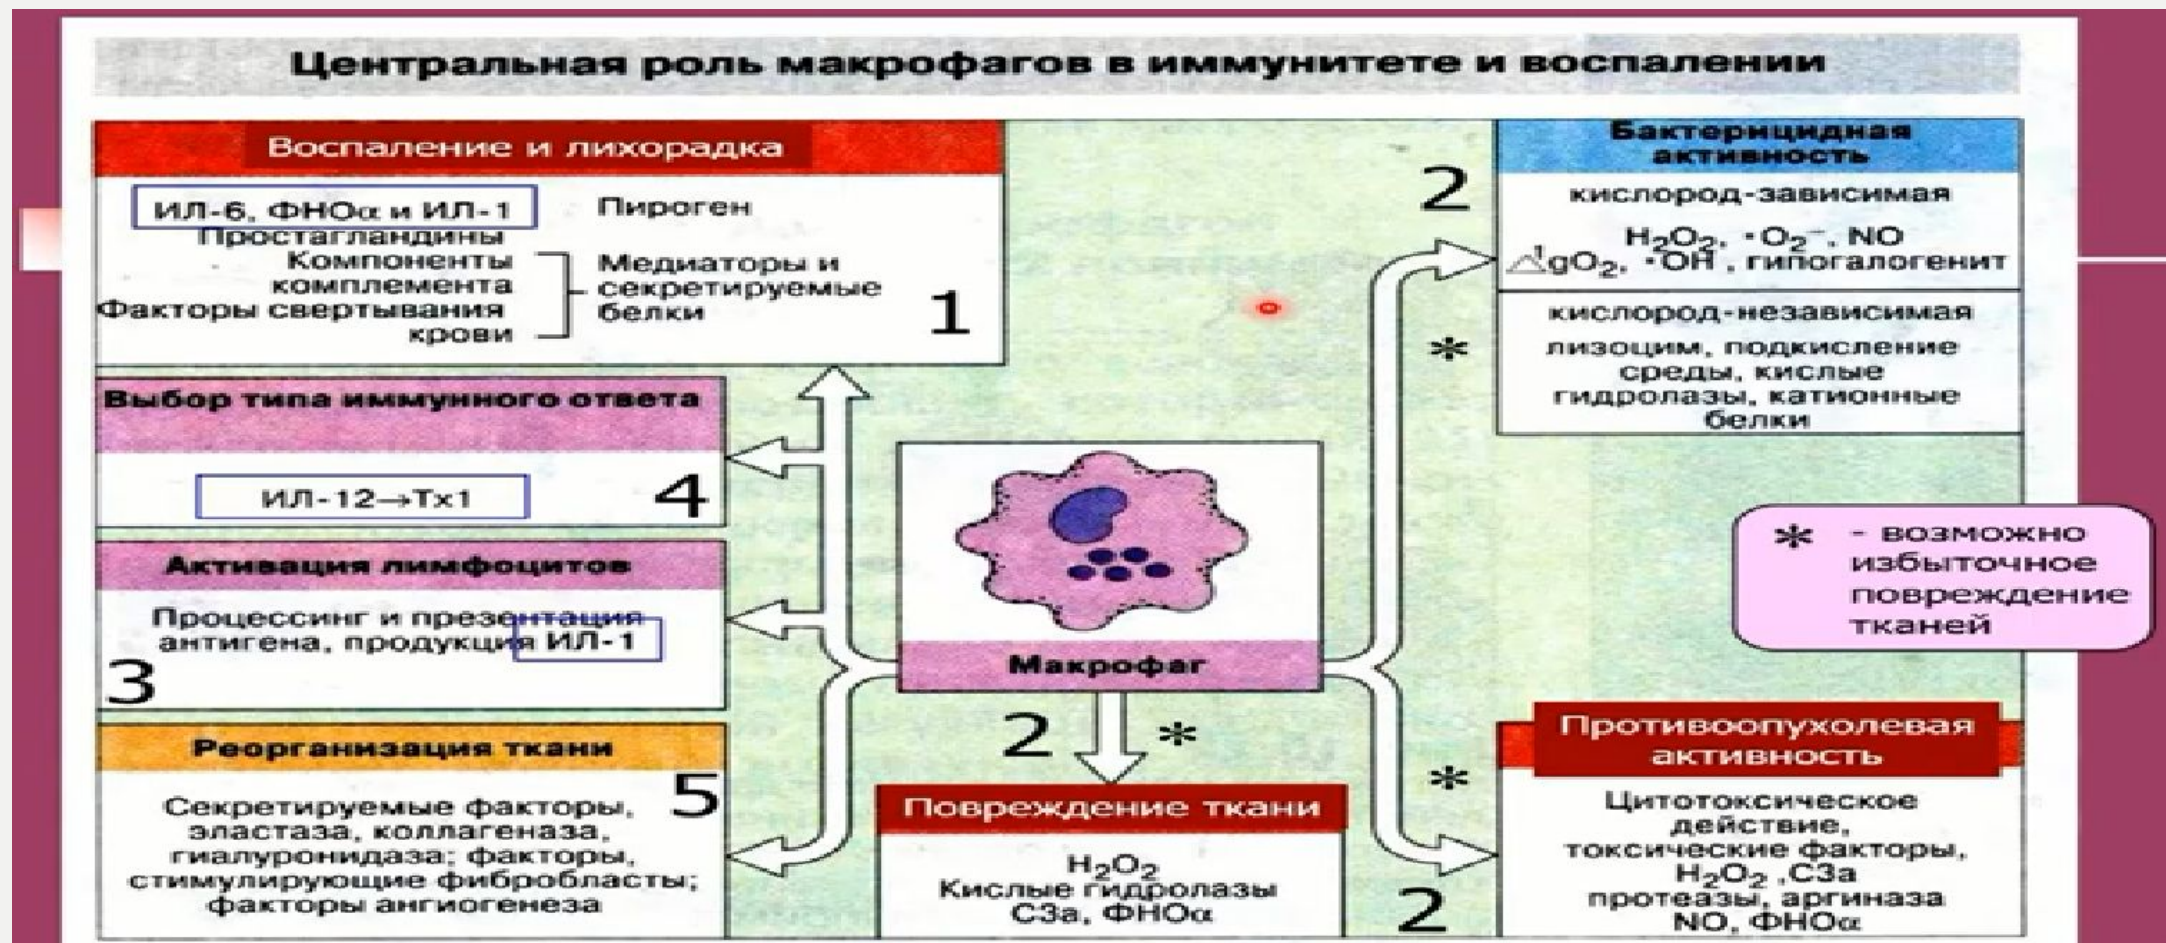 Центральная роль макрофагов в иммунитете и воспалении
Воспаление и лихорадка
ИЛ-6, ФНОα и ИЛ-1
Пироген
Простагландины
Компоненты
комплемента
Факторы свертывания
крови
Медиаторы и
секретируемые
белки
1
Выбор типа иммунного ответа
ИЛ-12→Тх1
4
Активация лимфоцитов
Процессинг и презентация
антигена, продукция ИЛ-1
3
Реорганизация ткани
5
Секретируемые факторы,
эластаза, коллагеназа,
гиалуронидаза; факторы,
стимулирующие фибробласты;
факторы ангиогенеза
Макрофаг
2
*
Повреждение ткани
H₂O₂
Кислые гидролазы
С3а, ФНОα
2
Бактерицидная
активность
кислород-зависимая
H₂O₂, ·O₂⁻, NO
△¹gO₂, ·OH, гипогалогенит
*
кислород-независимая
лизоцим, подкисление
среды, кислые
гидролазы, катионные
белки
* - возможно
избыточное
повреждение
тканей
*
2
Противоопухолевая
активность
Цитотоксическое
действие,
токсические факторы,
H₂O₂ ,С3а
протеазы, аргиназа
NO, ФНОα